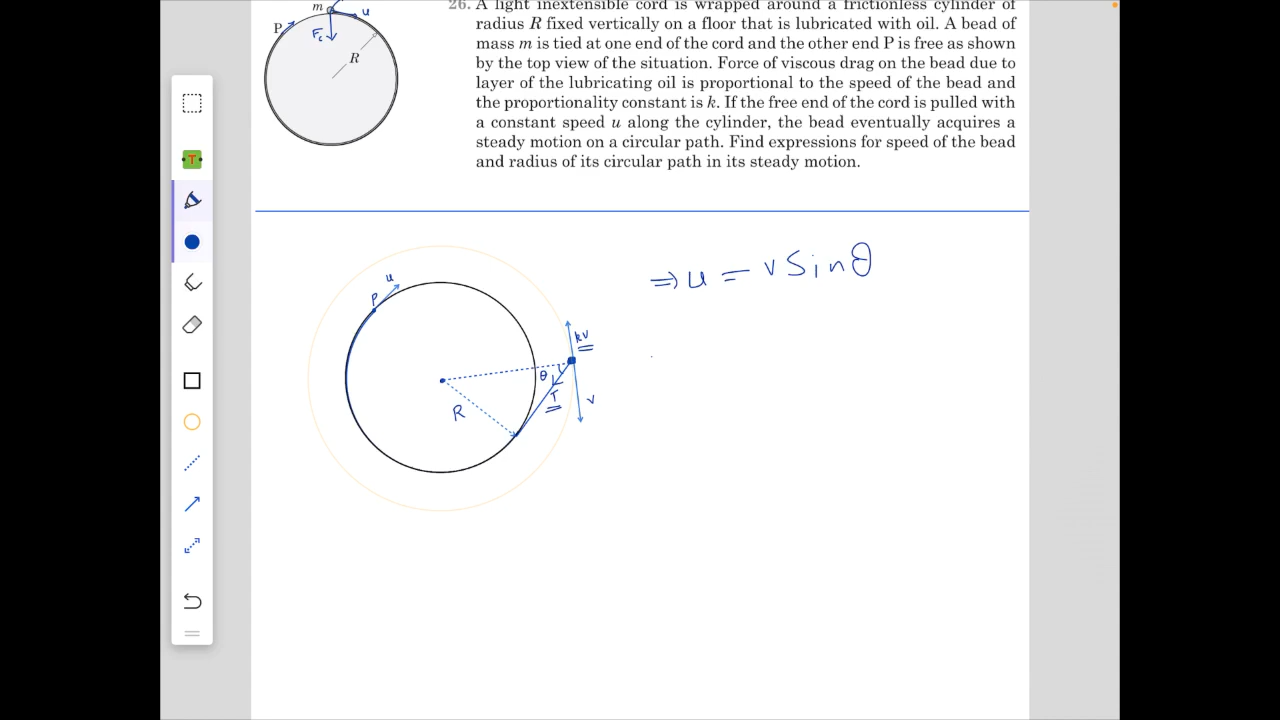 26. A light inextensible cord is wrapped around a frictionless cylinder of
radius R fixed vertically on a floor that is lubricated with oil. A bead of
mass m is tied at one end of the cord and the other end P is free as shown
by the top view of the situation. Force of viscous drag on the bead due to
layer of the lubricating oil is proportional to the speed of the bead and
the proportionality constant is k. If the free end of the cord is pulled with
a constant speed u along the cylinder, the bead eventually acquires a
steady motion on a circular path. Find expressions for speed of the bead
and radius of its circular path in its steady motion.
m
u
P
Fc
R
T
⇒ u = v Sin θ
u
P
kv
θ
T
v
R